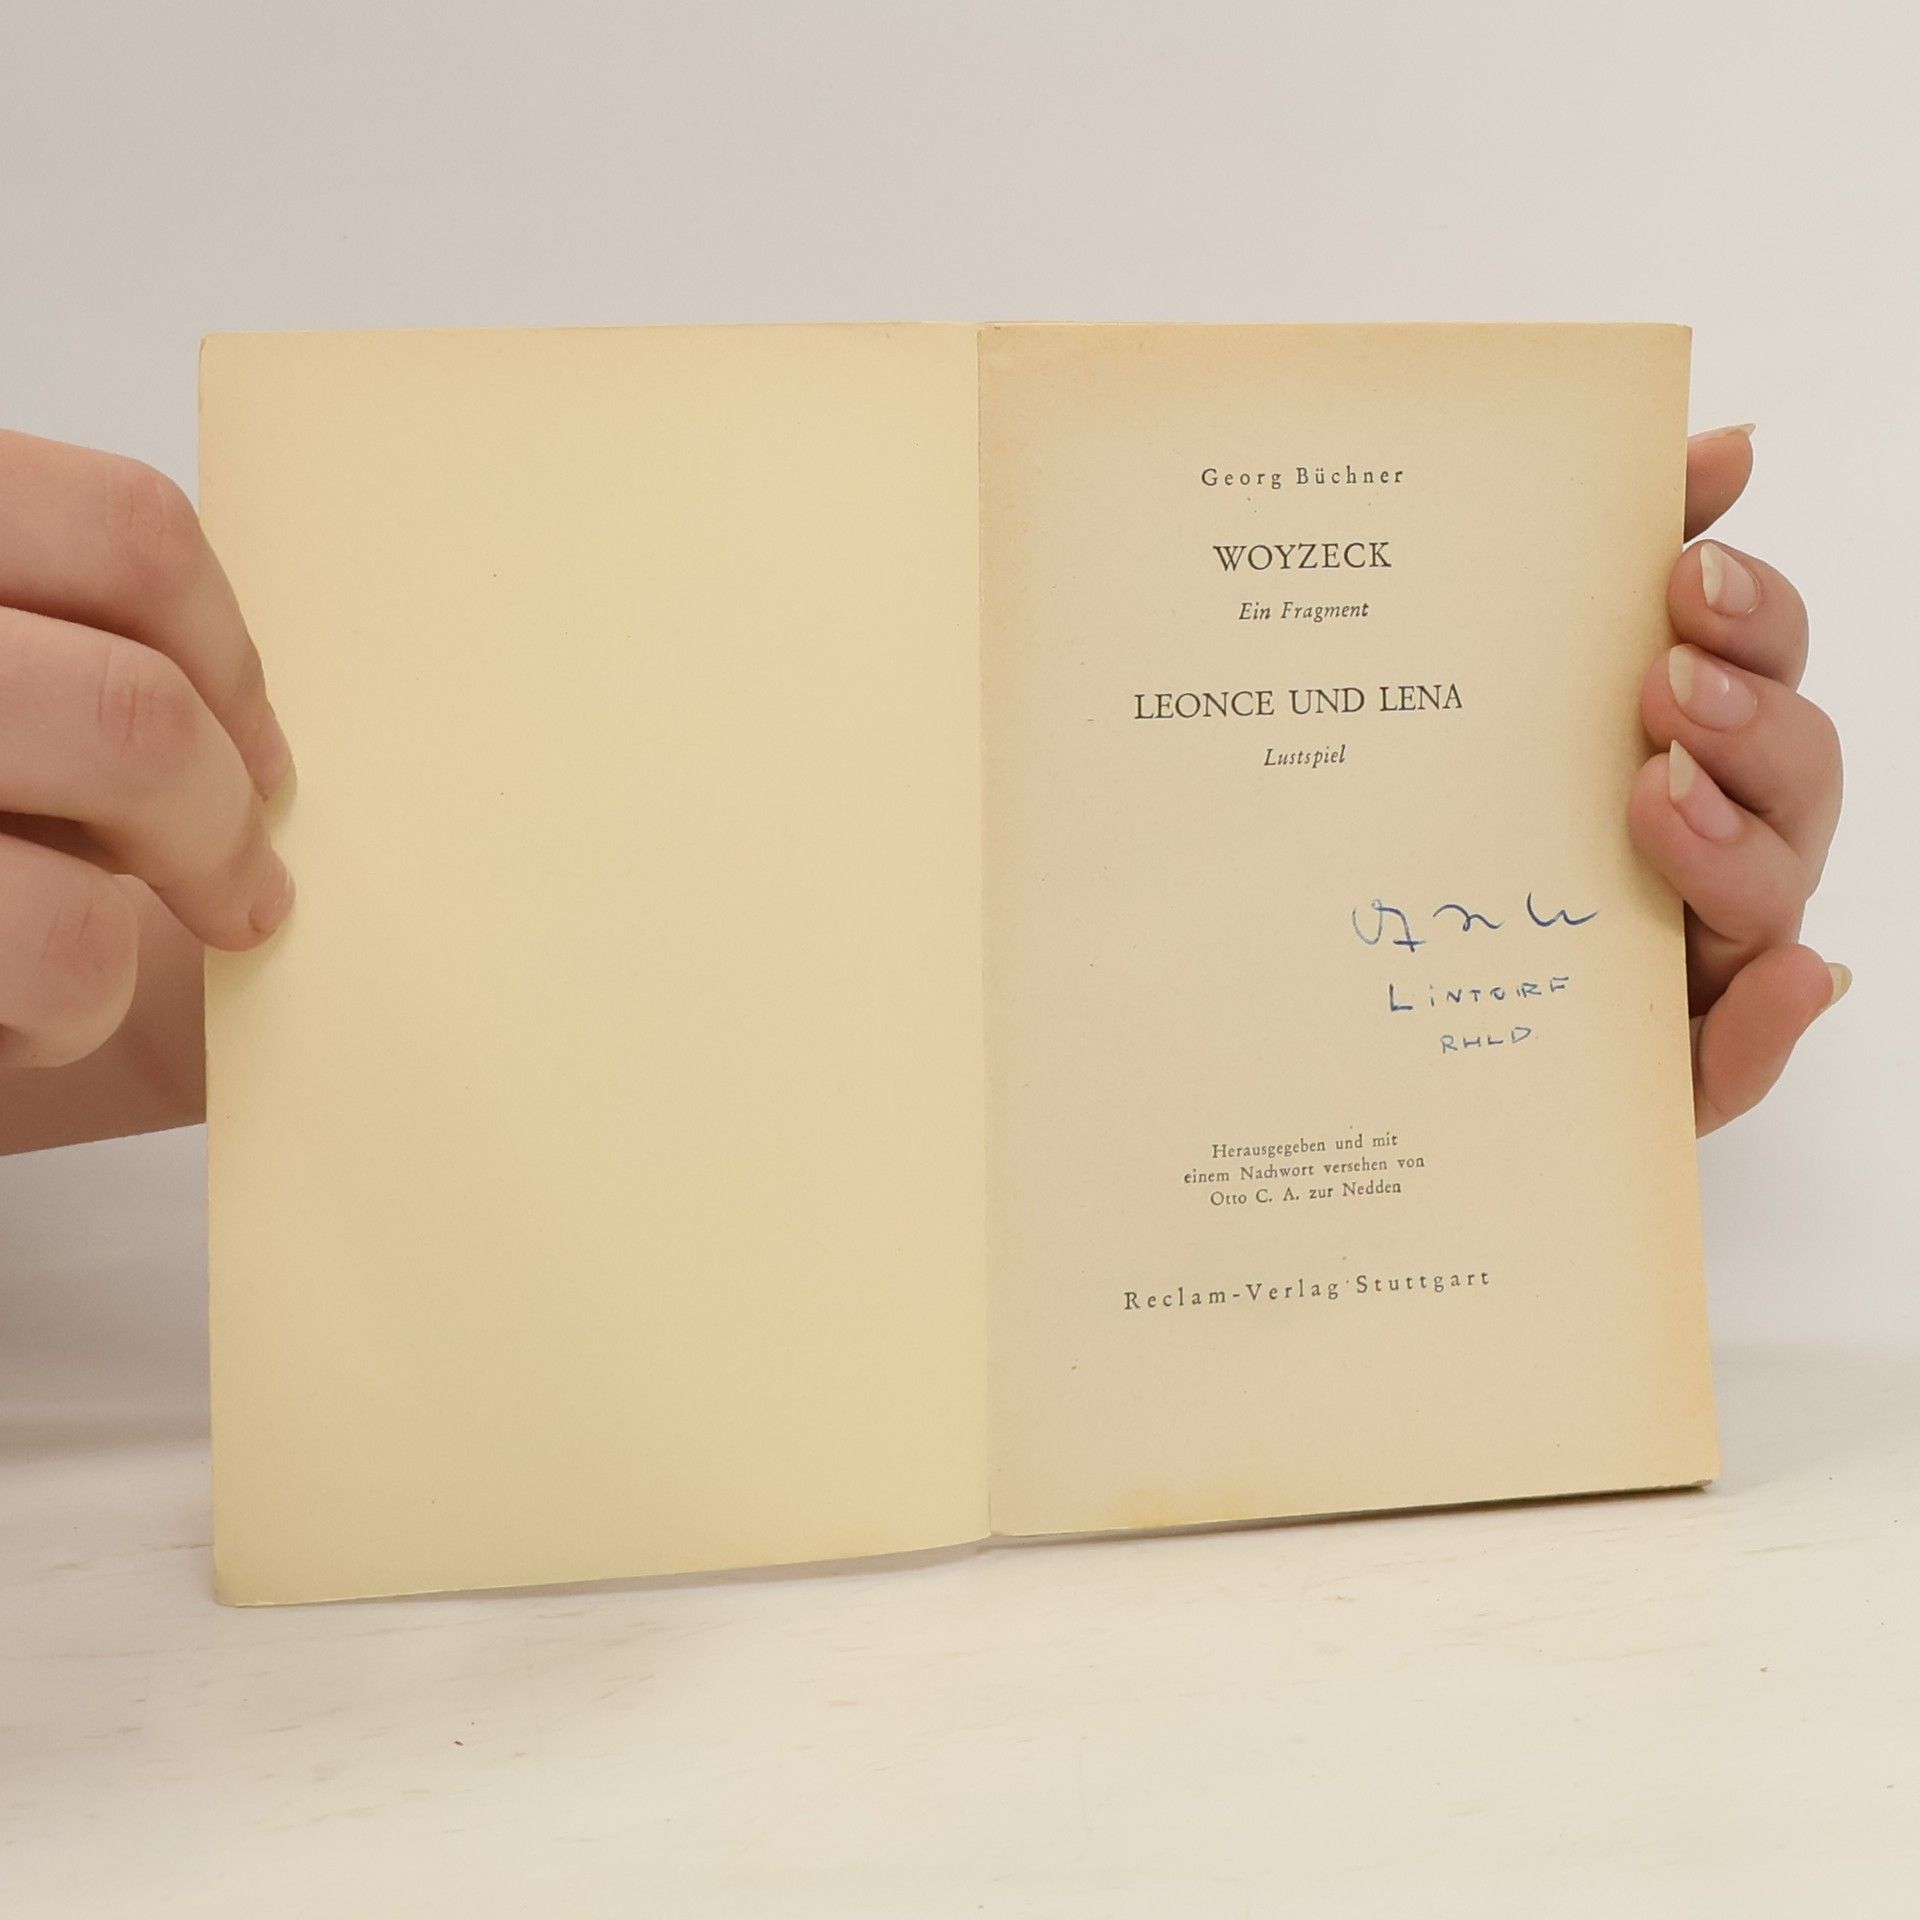 Georg Büchner
WOYZECK
Ein Fragment
LEONCE UND LENA
Lustspiel
LINTORF
RHLD.
Herausgegeben und mit
einem Nachwort versehen von
Otto C. A. zur Nedden
Reclam-Verlag Stuttgart